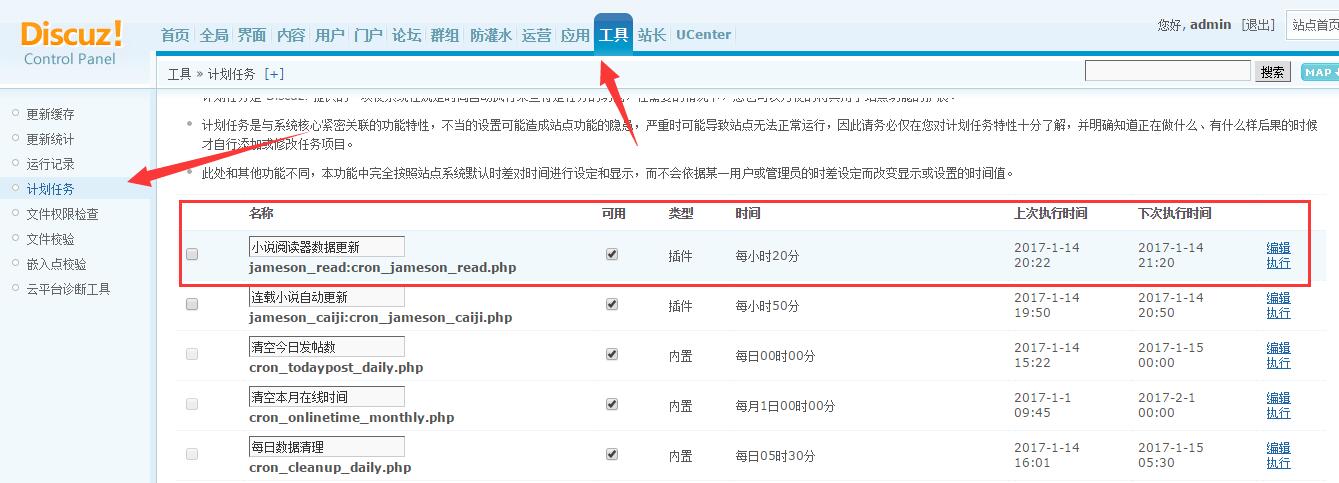 Discuz!
Control Panel
首页 全局 界面 内容 用户 门户 论坛 群组 防灌水 运营 应用 工具 站长 UCenter
您好, admin [退出] 站点首页
工具 » 计划任务 [+]
搜索 MAP
更新缓存
更新统计
运行记录
计划任务
文件权限检查
文件校验
嵌入点校验
云平台诊断工具
计划任务是与系统核心紧密关联的功能特性，不当的设置可能造成站点功能的隐患，严重时可能导致站点无法正常运行，因此请务必仅在您对计划任务特性十分了解，并明确知道正在做什么、有什么样后果的时候
才自行添加或修改任务项目。
此处和其他功能不同，本功能中完全按照站点系统默认时差对时间进行设定和显示，而不会依据某一用户或管理员的时差设定而改变显示或设置的时间值。
名称 可用 类型 时间 上次执行时间 下次执行时间
小说阅读器数据更新
jameson_read:cron_jameson_read.php
插件 每小时20分
2017-1-14 2017-1-14 编辑
20:22 21:20 执行
连载小说自动更新
jameson_caiji:cron_jameson_caiji.php
插件 每小时50分
2017-1-14 2017-1-14 编辑
19:50 20:50 执行
清空今日发帖数
cron_todaypost_daily.php
内置 每日00时00分
2017-1-14 2017-1-15 编辑
15:22 00:00 执行
清空本月在线时间
cron_onlinetime_monthly.php
内置 每月1日00时00分
2017-1-1 2017-2-1 编辑
09:45 00:00 执行
每日数据清理
cron_cleanup_daily.php
内置 每日05时30分
2017-1-14 2017-1-15 编辑
16:01 05:30 执行